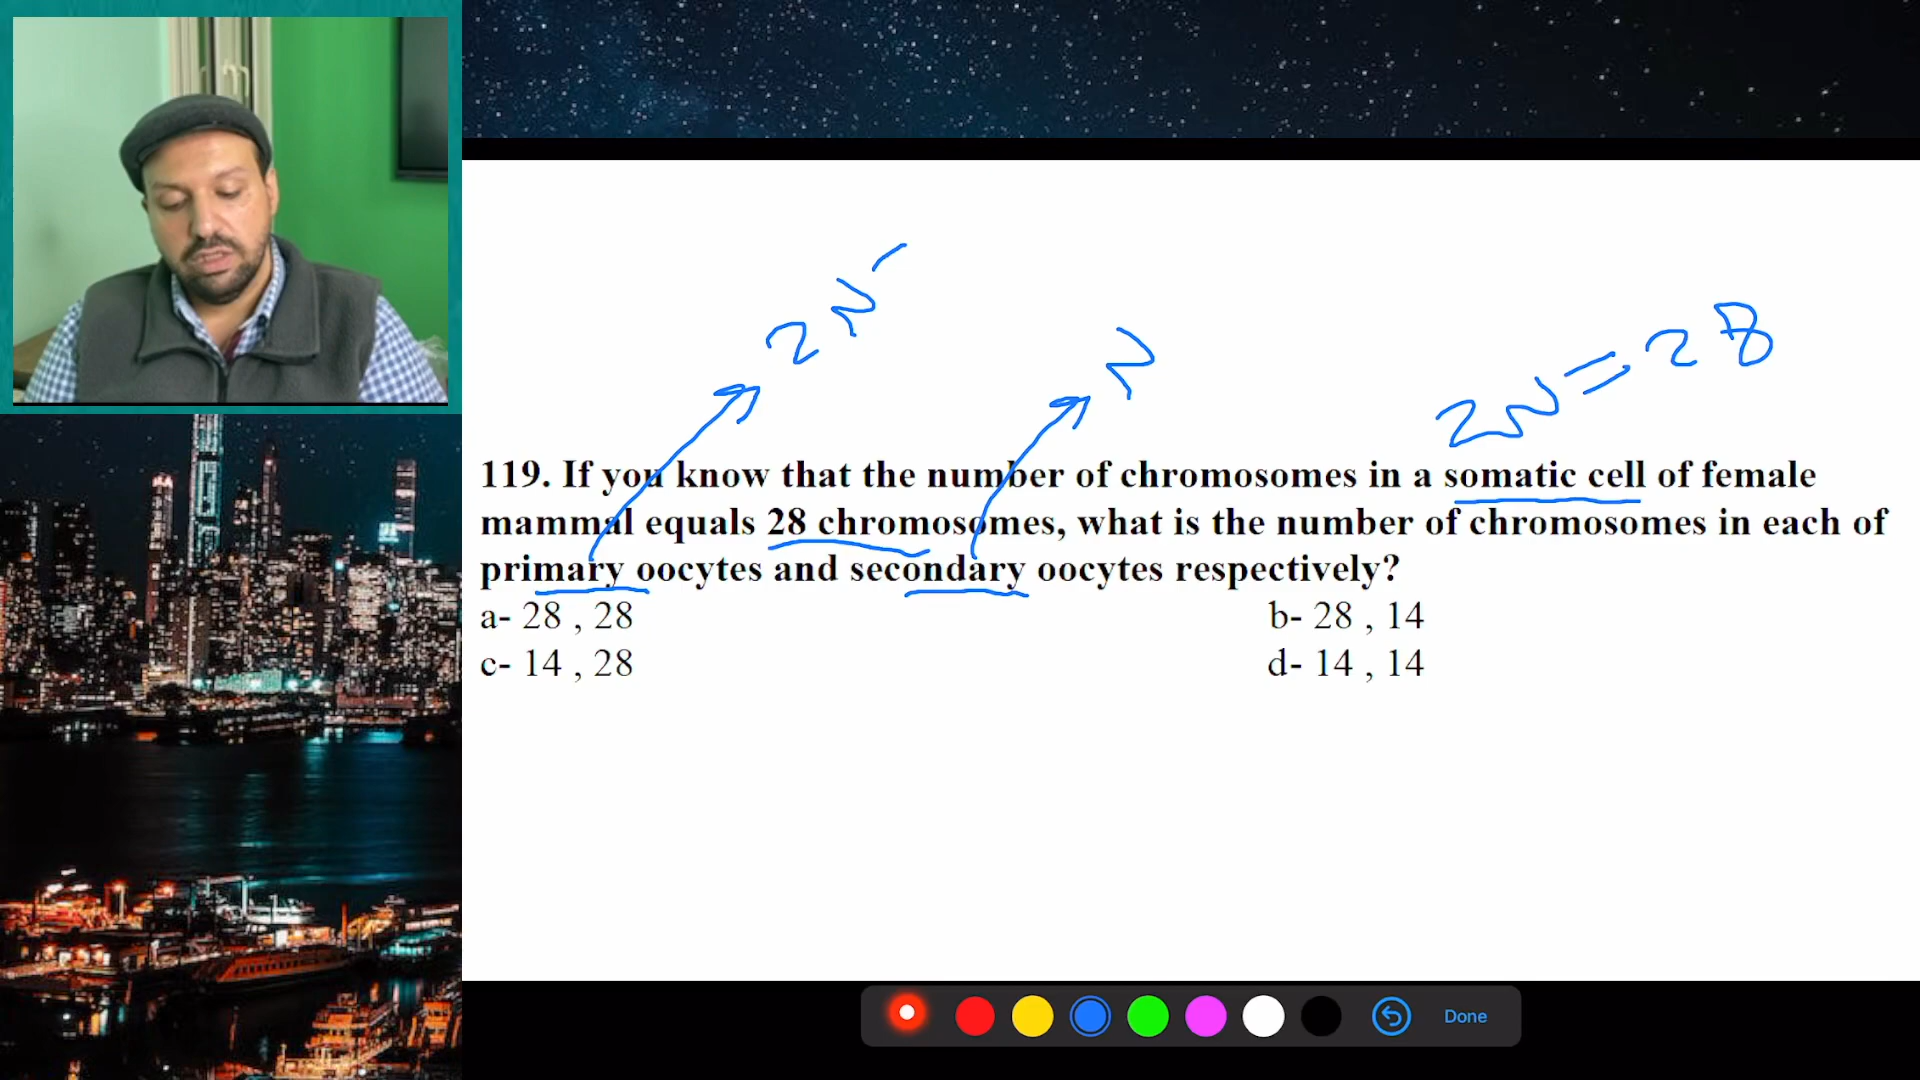 2N
N
2N = 28
119. If you know that the number of chromosomes in a somatic cell of female
mammal equals 28 chromosomes, what is the number of chromosomes in each of
primary oocytes and secondary oocytes respectively?
a- 28 , 28
b- 28 , 14
c- 14 , 28
d- 14 , 14
Done